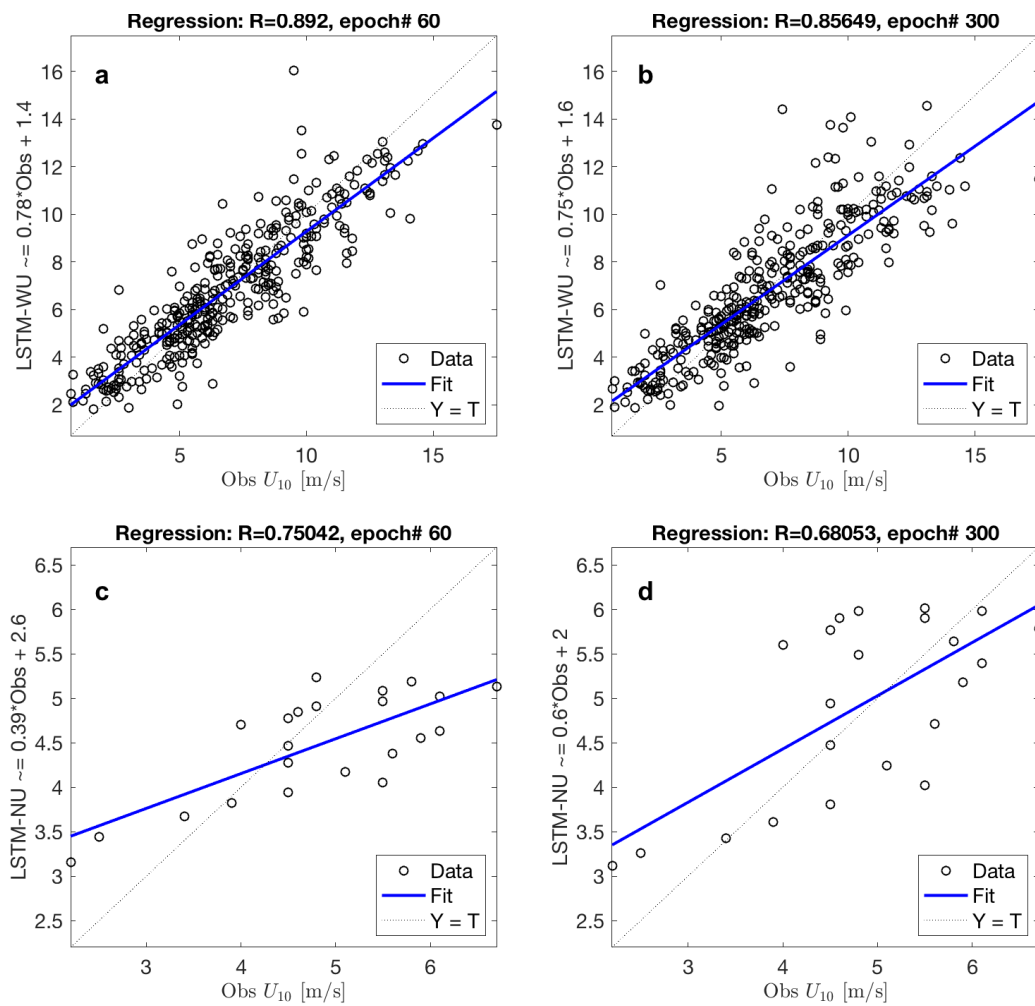 Regression: R=0.892, epoch# 60
a
LSTM-WU ~= 0.78*Obs + 1.4
16
14
12
10
8
6
4
2
5
10
15
Obs U10 [m/s]
Data
Fit
Y = T
Regression: R=0.85649, epoch# 300
b
LSTM-WU ~= 0.75*Obs + 1.6
16
14
12
10
8
6
4
2
5
10
15
Obs U10 [m/s]
Data
Fit
Y = T
Regression: R=0.75042, epoch# 60
c
LSTM-NU ~= 0.39*Obs + 2.6
6.5
6
5.5
5
4.5
4
3.5
3
2.5
3
4
5
6
Obs U10 [m/s]
Data
Fit
Y = T
Regression: R=0.68053, epoch# 300
d
LSTM-NU ~= 0.6*Obs + 2
6.5
6
5.5
5
4.5
4
3.5
3
2.5
3
4
5
6
Obs U10 [m/s]
Data
Fit
Y = T